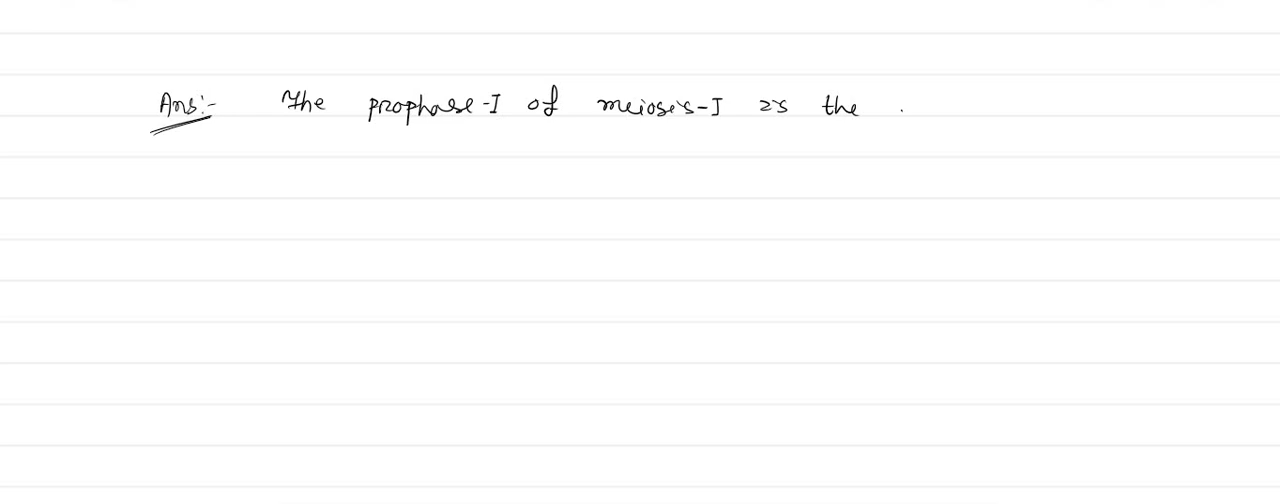 Ans:- The prophase-I of meiosis-I is the .